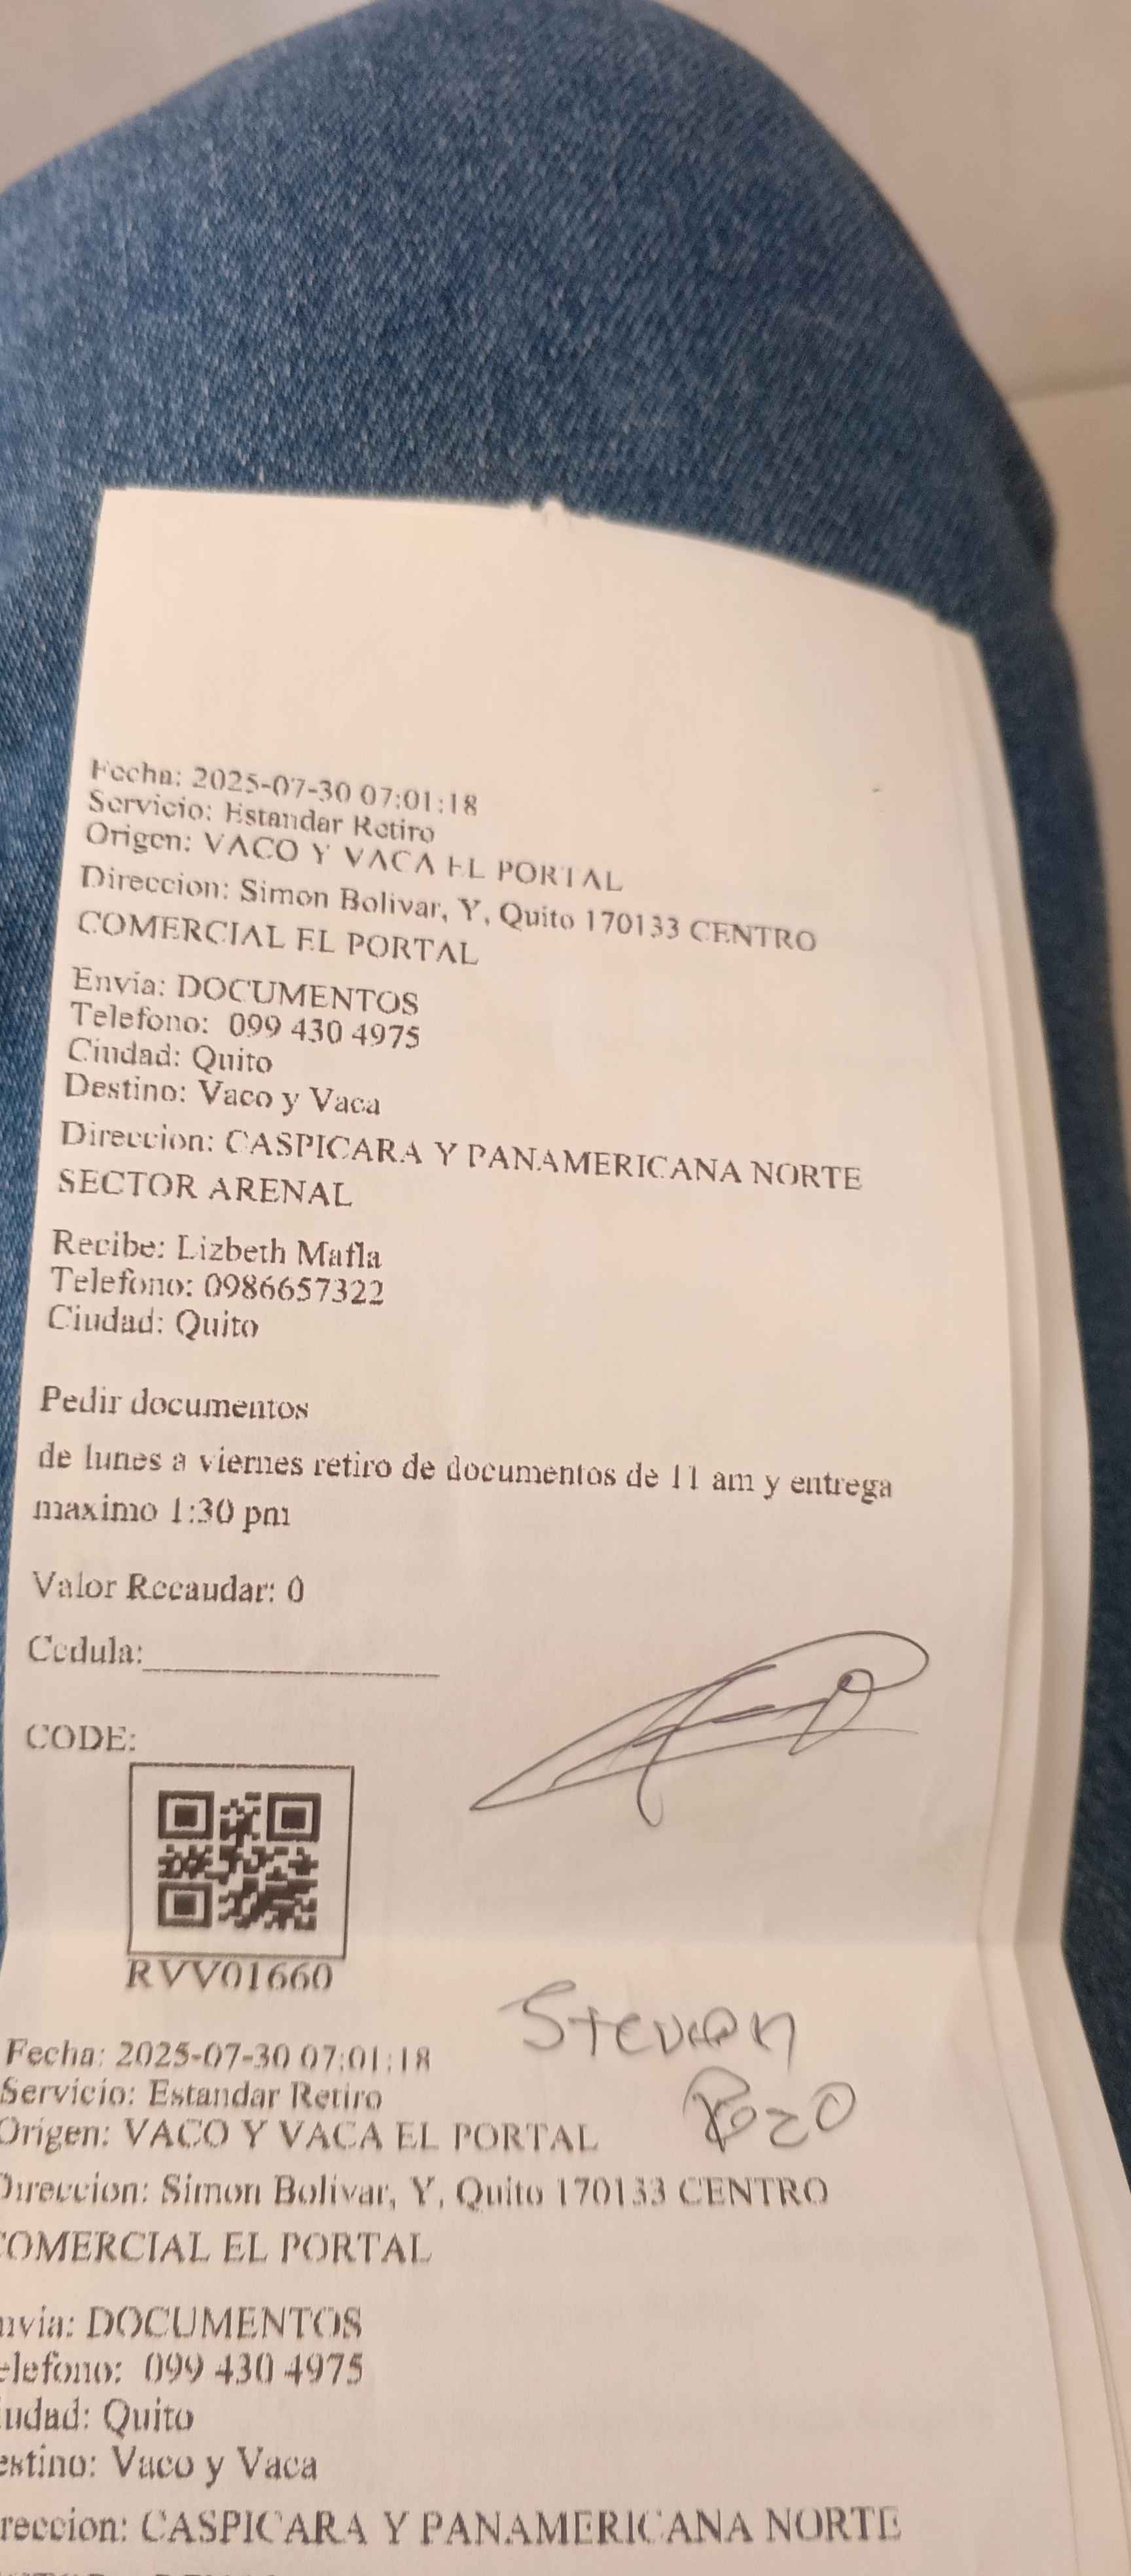 Fecha: 2025-07-30 07:01:18
Servicio: Estandar Retiro
Origen: VACO Y VACA EL PORTAL
Direccion: Simon Bolivar, Y, Quito 170133 CENTRO
COMERCIAL EL PORTAL
Envia: DOCUMENTOS
Telefono: 099 430 4975
Ciudad: Quito
Destino: Vaco y Vaca
Direccion: CASPICARA Y PANAMERICANA NORTE
SECTOR ARENAL
Recibe: Lizbeth Mafla
Telefono: 0986657322
Ciudad: Quito
Pedir documentos
de lunes a viernes retiro de documentos de 11 am y entrega
maximo 1:30 pm
Valor Recaudar: 0
Cedula:
CODE:
RVV01660
Steven
Pozo
Fecha: 2025-07-30 07:01:18
Servicio: Estandar Retiro
Origen: VACO Y VACA EL PORTAL
Direccion: Simon Bolivar, Y, Quito 170133 CENTRO
COMERCIAL EL PORTAL
nvia: DOCUMENTOS
elefono: 099 430 4975
iudad: Quito
estino: Vaco y Vaca
reccion: CASPICARA Y PANAMERICANA NORTE